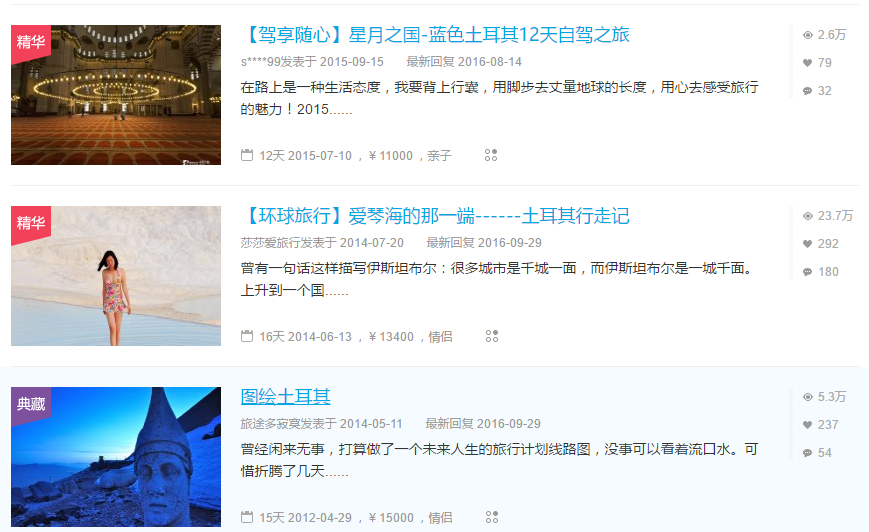 精华
【驾享随心】星月之国-蓝色土耳其12天自驾之旅
2.6万
s****99发表于 2015-09-15 最新回复 2016-08-14
79
在路上是一种生活态度，我要背上行囊，用脚步去丈量地球的长度，用心去感受旅行
的魅力！2015......
32
12天 2015-07-10 ，¥ 11000 ，亲子
精华
【环球旅行】爱琴海的那一端------土耳其行走记
23.7万
莎莎爱旅行发表于 2014-07-20 最新回复 2016-09-29
292
曾有一句话这样描写伊斯坦布尔：很多城市是千城一面，而伊斯坦布尔是一城千面。
上升到一个国......
180
16天 2014-06-13 ，¥ 13400 ，情侣
典藏
图绘土耳其
5.3万
旅途多寂寞发表于 2014-05-11 最新回复 2016-09-29
237
曾经闲来无事，打算做了一个未来人生的旅行计划线路图，没事可以看着流口水。可
惜折腾了几天......
54
15天 2012-04-29 ，¥ 15000 ，情侣